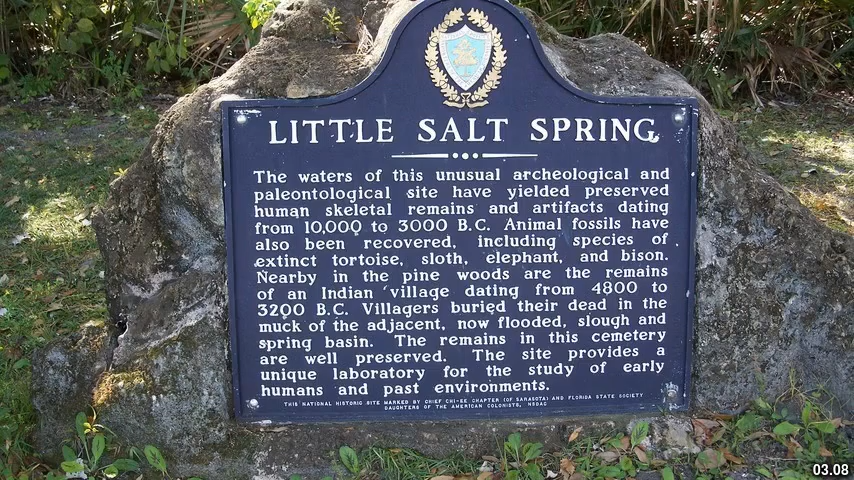 LITTLE SALT SPRING
The waters of this unusual archeological and
paleontological site have yielded preserved
human skeletal remains and artifacts dating
from 10,000 to 3000 B.C. Animal fossils have
also been recovered, including species of
extinct tortoise, sloth, elephant, and bison.
Nearby in the pine woods are the remains
of an Indian village dating from 4800 to
3200 B.C. Villagers buried their dead in the
muck of the adjacent, now flooded, slough and
spring basin. The remains in this cemetery
are well preserved. The site provides a
unique laboratory for the study of early
humans and past environments.
THIS NATIONAL HISTORIC SITE MARKED BY CHIEF CHI-EE CHAPTER (OF SARASOTA) AND FLORIDA STATE SOCIETY
DAUGHTERS OF THE AMERICAN COLONISTS, NSDAC
03.08